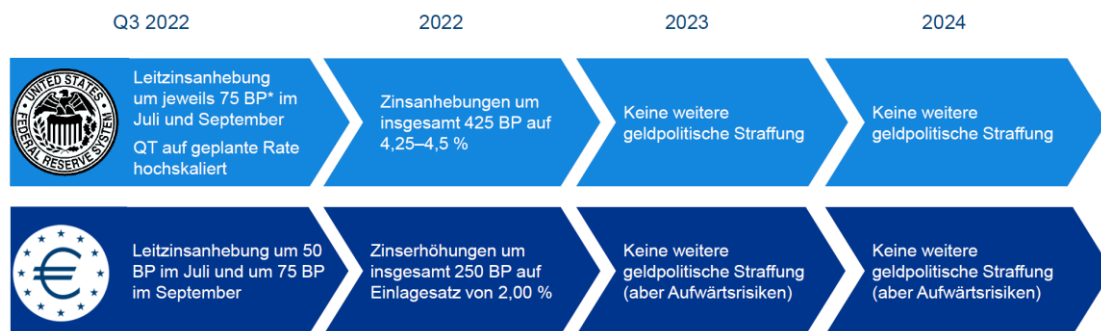 Q3 2022
2022
2023
2024
UNITED STATES
FEDERAL RESERVE SYSTEM
Leitzinsanhebung
um jeweils 75 BP* im
Juli und September
QT auf geplante Rate
hochskaliert
Zinsanhebungen um
insgesamt 425 BP auf
4,25–4,5 %
Keine weitere
geldpolitische Straffung
Keine weitere
geldpolitische Straffung
€
Leitzinsanhebung um 50
BP im Juli und um 75 BP
im September
Zinserhöhungen um
insgesamt 250 BP auf
Einlagesatz von 2,00 %
Keine weitere
geldpolitische Straffung
(aber Aufwärtsrisiken)
Keine weitere
geldpolitische Straffung
(aber Aufwärtsrisiken)